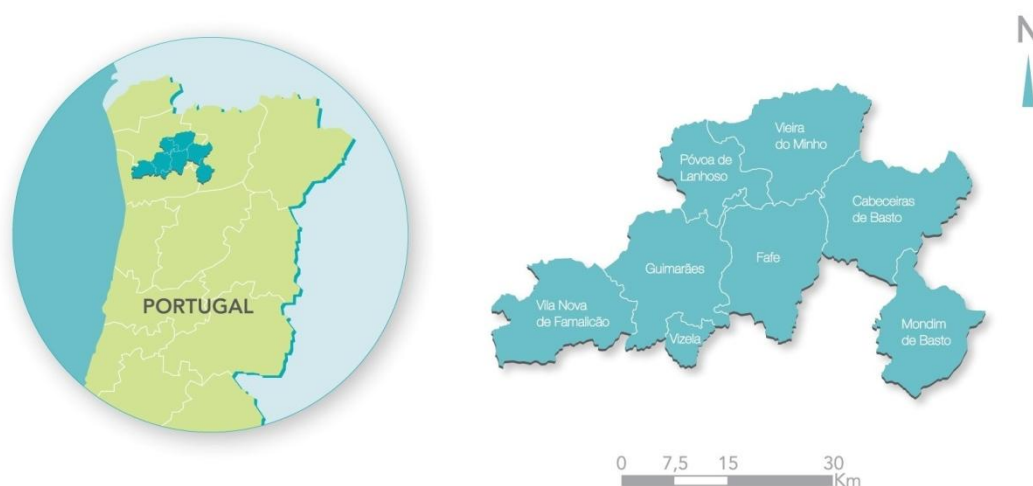 N
PORTUGAL
Vieira
do Minho
Póvoa de
Lanhoso
Cabeceiras
de Basto
Guimarães
Fafe
Vila Nova
de Famalicão
Vizela
Mondim
de Basto
0 7,5 15 30
Km